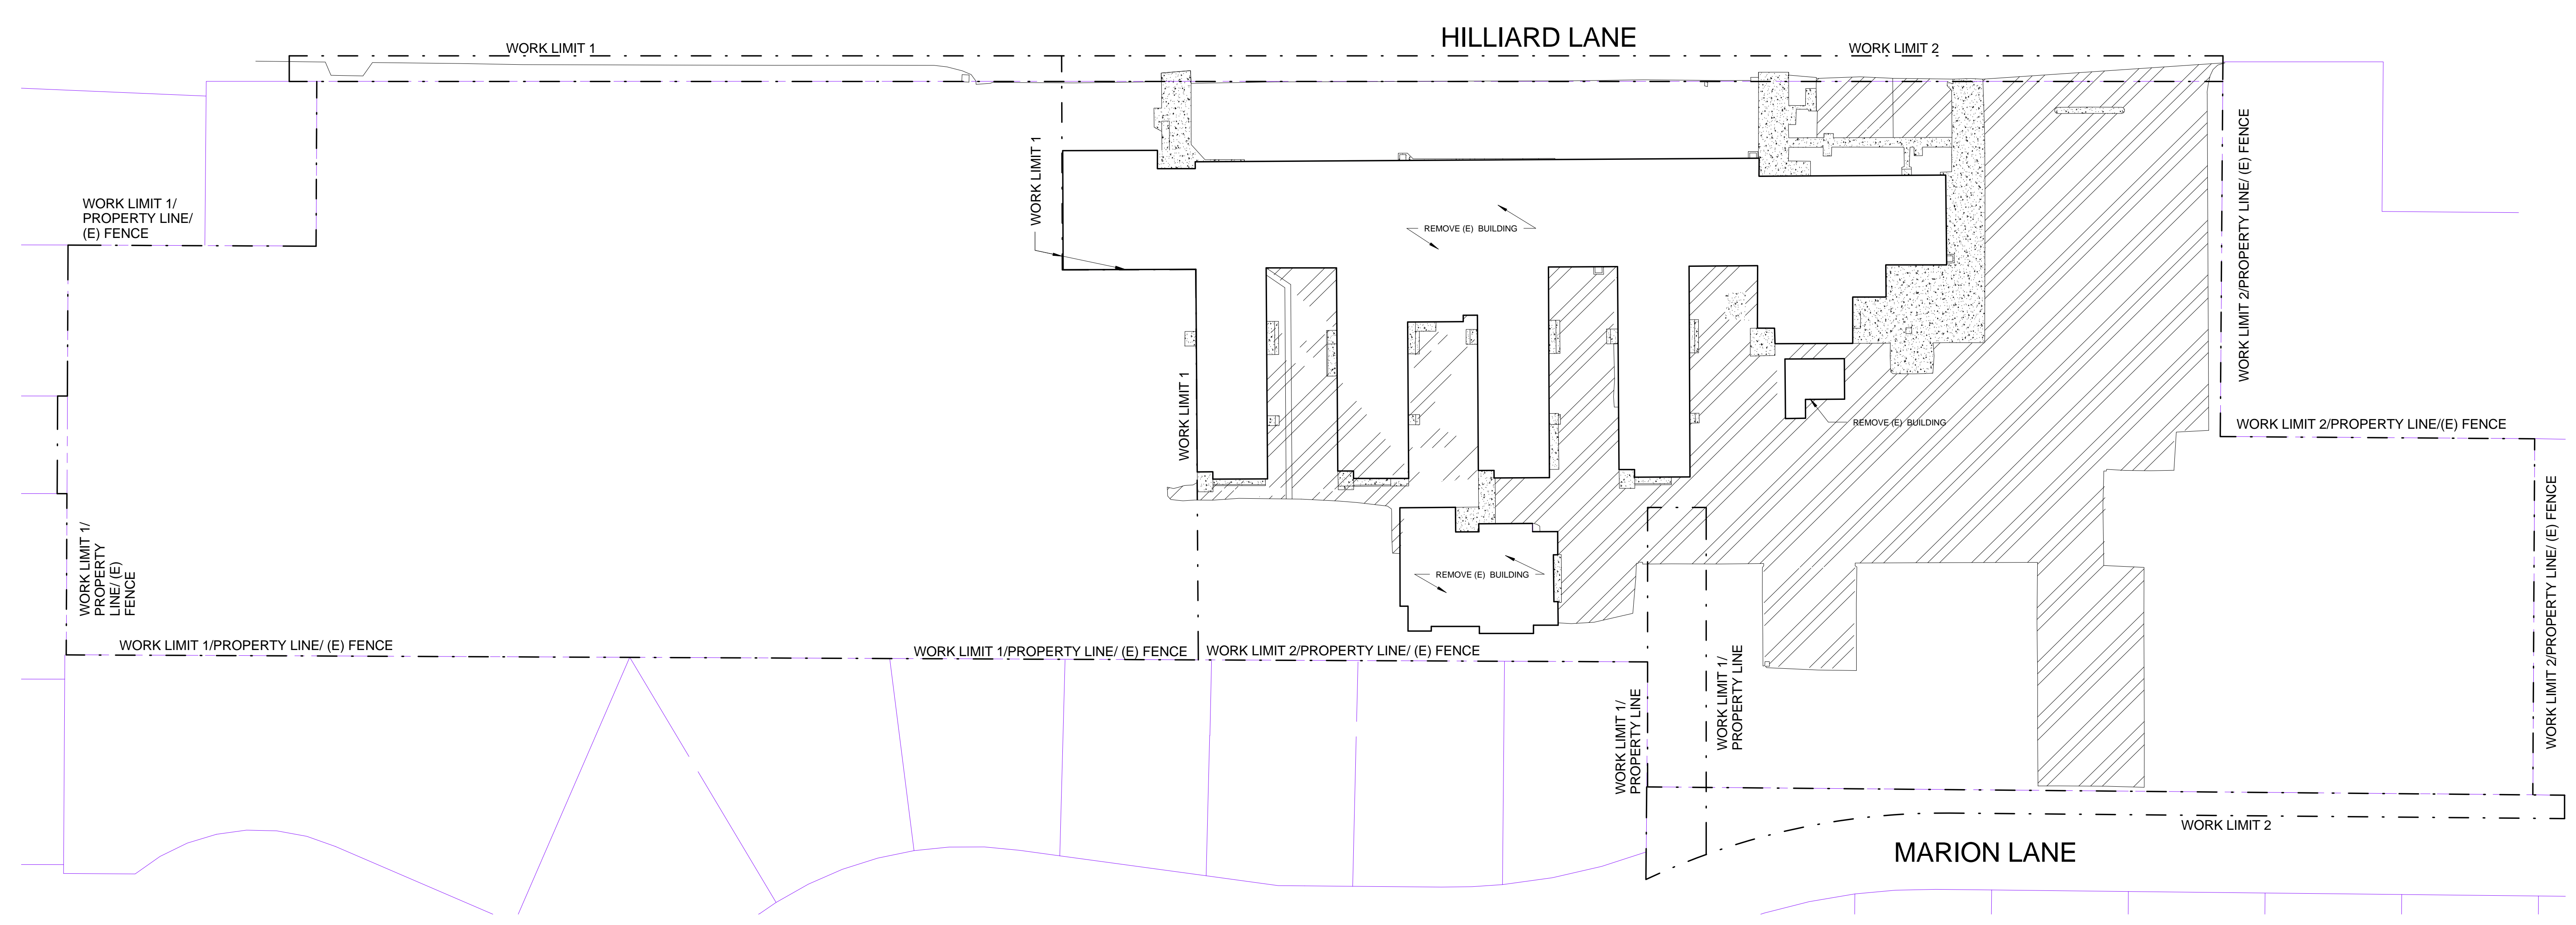 HILLIARD LANE
WORK LIMIT 1
WORK LIMIT 2
WORK LIMIT 1
WORK LIMIT 2/PROPERTY LINE/ (E) FENCE
WORK LIMIT 1/
PROPERTY LINE/
(E) FENCE
REMOVE (E) BUILDING
WORK LIMIT 1
REMOVE (E) BUILDING
WORK LIMIT 2/PROPERTY LINE/(E) FENCE
WORK LIMIT 1/
PROPERTY
LINE/ (E)
FENCE
REMOVE (E) BUILDING
WORK LIMIT 2/PROPERTY LINE/ (E) FENCE
WORK LIMIT 1/PROPERTY LINE/ (E) FENCE
WORK LIMIT 1/PROPERTY LINE/ (E) FENCE
WORK LIMIT 2/PROPERTY LINE/ (E) FENCE
WORK LIMIT 1/
PROPERTY LINE
WORK LIMIT 1/
PROPERTY LINE
WORK LIMIT 2
MARION LANE